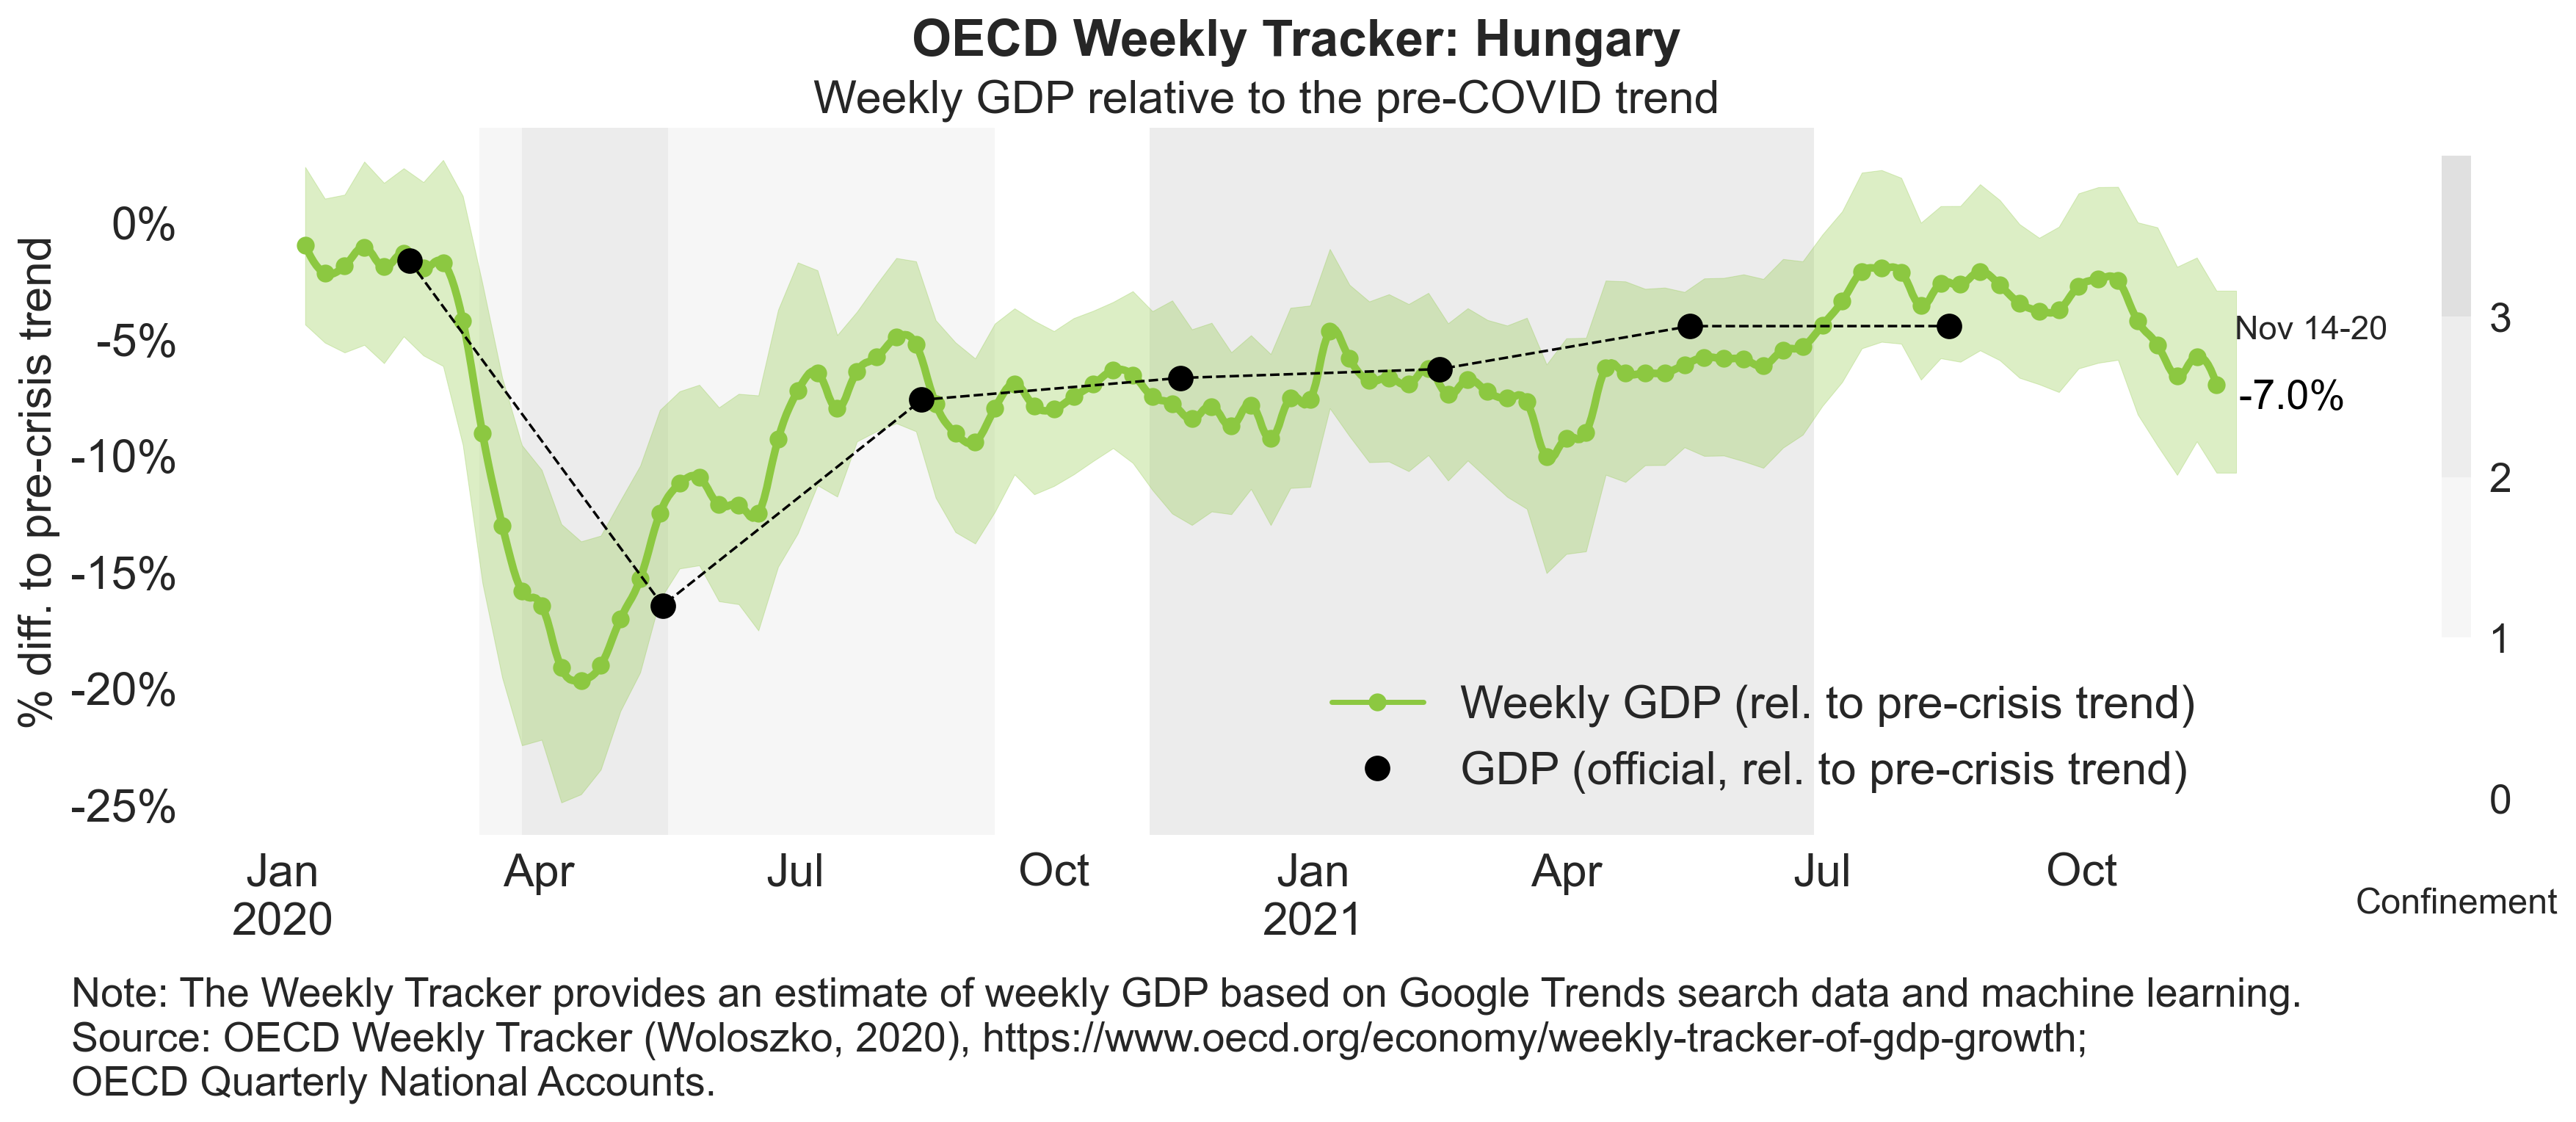 OECD Weekly Tracker: Hungary
Weekly GDP relative to the pre-COVID trend
% diff. to pre-crisis trend
0%
-5%
-10%
-15%
-20%
-25%
Nov 14-20
-7.0%
3
2
1
0
Confinement
Weekly GDP (rel. to pre-crisis trend)
GDP (official, rel. to pre-crisis trend)
Jan Apr Jul Oct Jan Apr Jul Oct
2020 2021
Note: The Weekly Tracker provides an estimate of weekly GDP based on Google Trends search data and machine learning.
Source: OECD Weekly Tracker (Woloszko, 2020), https://www.oecd.org/economy/weekly-tracker-of-gdp-growth;
OECD Quarterly National Accounts.